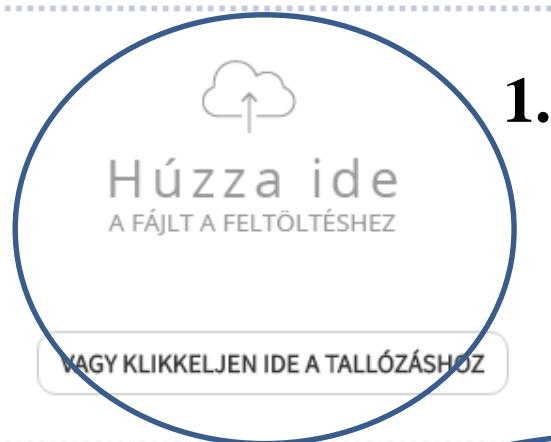 1.
Húzza ide
A FÁJLT A FELTÖLTÉSHEZ
VAGY KLIKKELJEN IDE A TALLÓZÁSHOZ